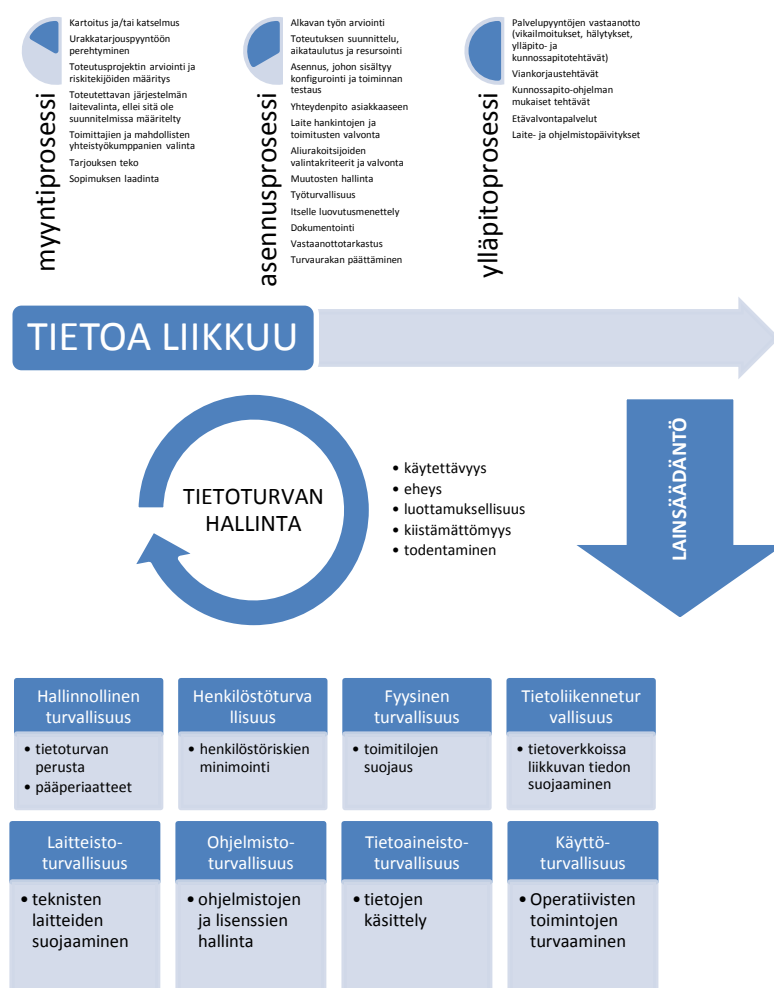 myyntiprosessi
Kartoitus ja/tai katselmus
Urakkatarjouspyyntöön
perehtyminen
Toteutusprojektin arviointi ja
riskitekijöiden määritys
Toteutettavan järjestelmän
laitevalinta, ellei sitä ole
suunnitelmissa määritelty
Toimittajien ja mahdollisten
yhteistyökumppanien valinta
Tarjouksen teko
Sopimuksen laadinta
asennusprosessi
Alkavan työn arviointi
Toteutuksen suunnittelu,
aikataulutus ja resursointi
Asennus, johon sisältyy
konfigurointi ja toiminnan
testaus
Yhteydenpito asiakkaaseen
Laite hankintojen ja
toimitusten valvonta
Aliurakoitsijoiden
valintakriteerit ja valvonta
Muutosten hallinta
Työturvallisuus
Itselle luovutusmenettely
Dokumentointi
Vastaanottotarkastus
Turvaurakan päättäminen
ylläpitoprosessi
Palvelupyyntöjen vastaanotto
(vikailmoitukset, hälytykset,
ylläpito- ja
kunnossapitotehtävät)
Viankorjaustehtävät
Kunnossapito-ohjelman
mukaiset tehtävät
Etävalvontapalvelut
Laite- ja ohjelmistopäivitykset
TIETOA LIIKKUU
TIETOTURVAN
HALLINTA
• käytettävyys
• eheys
• luottamuksellisuus
• kiistämättömyys
• todentaminen
LAINSÄÄDÄNTÖ
Hallinnollinen
turvallisuus
• tietoturvan
perusta
• pääperiaatteet
Henkilöstöturva
llisuus
• henkilöstöriskien
minimointi
Fyysinen
turvallisuus
• toimitilojen
suojaus
Tietoliikennetur
vallisuus
• tietoverkkoissa
liikkuvan tiedon
suojaaminen
Laitteisto-
turvallisuus
• teknisten
laitteiden
suojaaminen
Ohjelmisto-
turvallisuus
• ohjelmistojen
ja lisenssien
hallinta
Tietoaineisto-
turvallisuus
• tietojen
käsittely
Käyttö-
turvallisuus
• Operatiivisten
toimintojen
turvaaminen